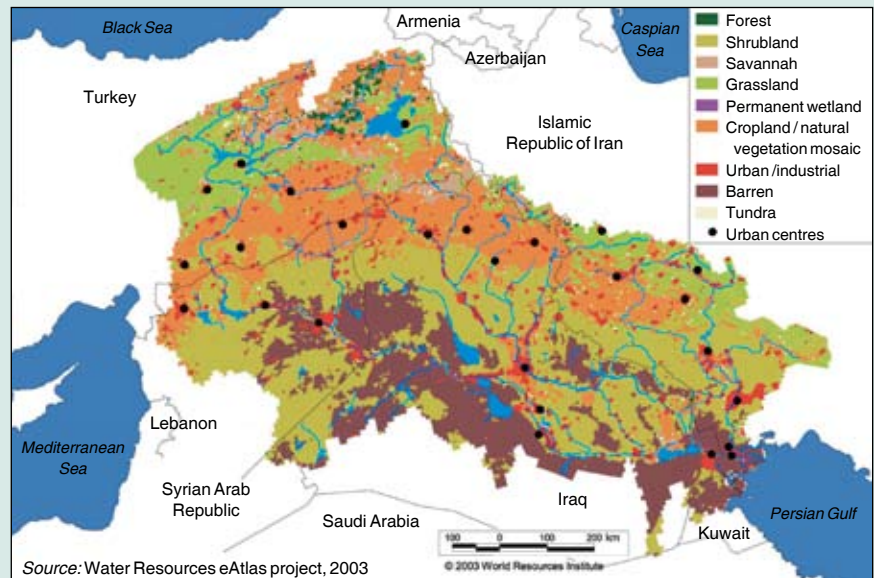 Black Sea
Armenia
Caspian
Sea
Azerbaijan
Turkey
Islamic
Republic of Iran
Forest
Shrubland
Savannah
Grassland
Permanent wetland
Cropland / natural
vegetation mosaic
Urban /industrial
Barren
Tundra
Urban centres
Lebanon
Mediterranean
Sea
Syrian Arab
Republic
Saudi Arabia
Iraq
Kuwait
Persian Gulf
100 0 100 200 km
© 2003 World Resources Institute
Source: Water Resources eAtlas project, 2003